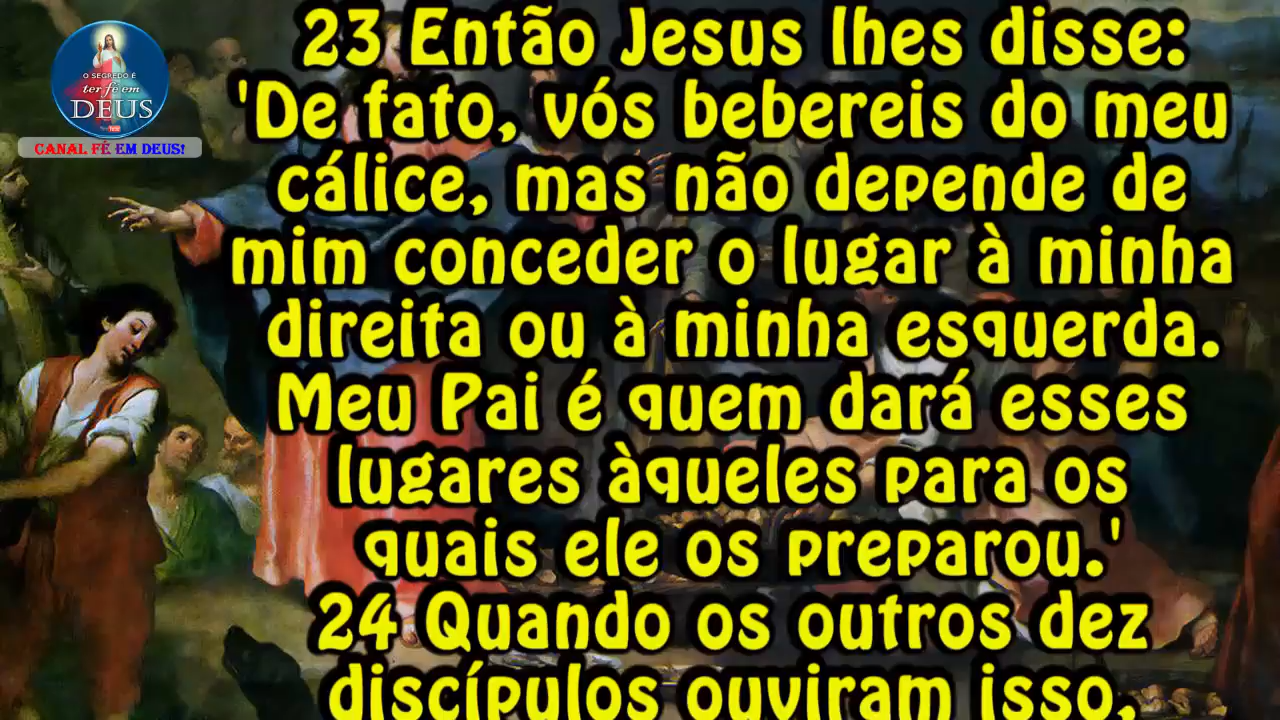 O SEGREDO É
ter fé em
DEUS
CANAL FÉ EM DEUS!
23 Então Jesus lhes disse:
'De fato, vós bebereis do meu
cálice, mas não depende de
mim conceder o lugar à minha
direita ou à minha esquerda.
Meu Pai é quem dará esses
lugares àqueles para os
quais ele os preparou.'
24 Quando os outros dez
discípulos ouviram isso,